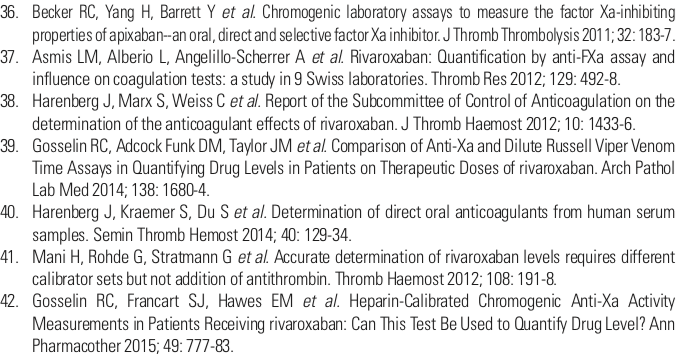 36. Becker RC, Yang H, Barrett Y et al. Chromogenic laboratory assays to measure the factor Xa-inhibiting
properties of apixaban--an oral, direct and selective factor Xa inhibitor. J Thromb Thrombolysis 2011; 32: 183-7.
37. Asmis LM, Alberio L, Angelillo-Scherrer A et al. Rivaroxaban: Quantification by anti-FXa assay and
influence on coagulation tests: a study in 9 Swiss laboratories. Thromb Res 2012; 129: 492-8.
38. Harenberg J, Marx S, Weiss C et al. Report of the Subcommittee of Control of Anticoagulation on the
determination of the anticoagulant effects of rivaroxaban. J Thromb Haemost 2012; 10: 1433-6.
39. Gosselin RC, Adcock Funk DM, Taylor JM et al. Comparison of Anti-Xa and Dilute Russell Viper Venom
Time Assays in Quantifying Drug Levels in Patients on Therapeutic Doses of rivaroxaban. Arch Pathol
Lab Med 2014; 138: 1680-4.
40. Harenberg J, Kraemer S, Du S et al. Determination of direct oral anticoagulants from human serum
samples. Semin Thromb Hemost 2014; 40: 129-34.
41. Mani H, Rohde G, Stratmann G et al. Accurate determination of rivaroxaban levels requires different
calibrator sets but not addition of antithrombin. Thromb Haemost 2012; 108: 191-8.
42. Gosselin RC, Francart SJ, Hawes EM et al. Heparin-Calibrated Chromogenic Anti-Xa Activity
Measurements in Patients Receiving rivaroxaban: Can This Test Be Used to Quantify Drug Level? Ann
Pharmacother 2015; 49: 777-83.